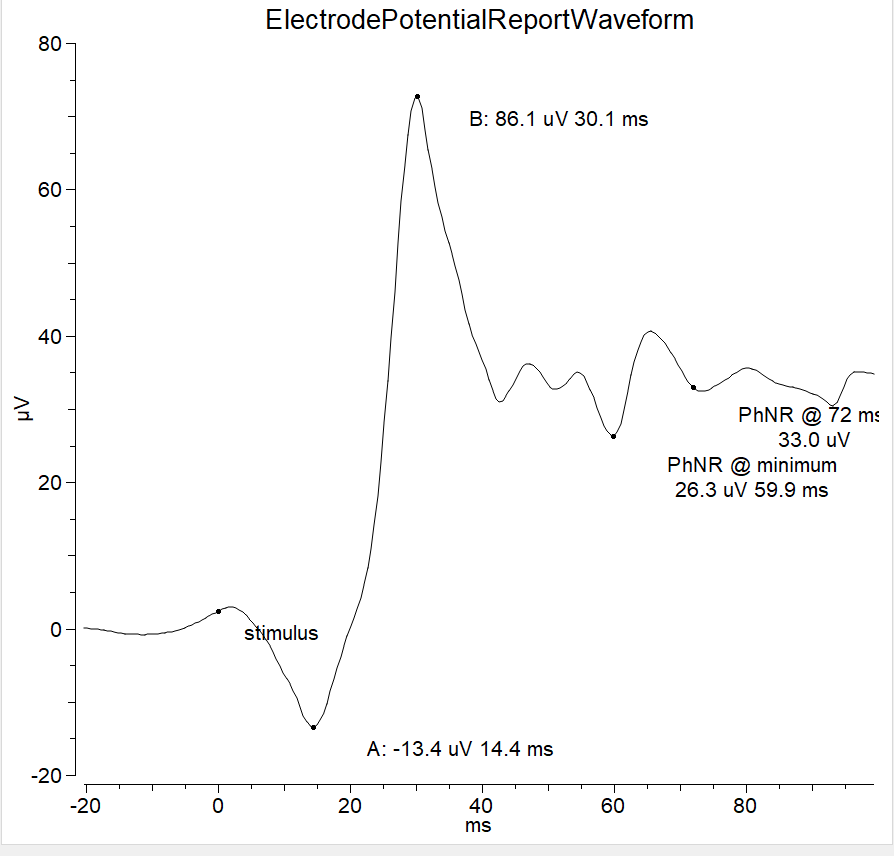 ElectrodePotentialReportWaveform
80
B: 86.1 uV 30.1 ms
60
40
µV
PhNR @ 72 ms
33.0 uV
PhNR @ minimum
20
26.3 uV 59.9 ms
0
stimulus
A: -13.4 uV 14.4 ms
-20
-20 0 20 40 60 80
ms